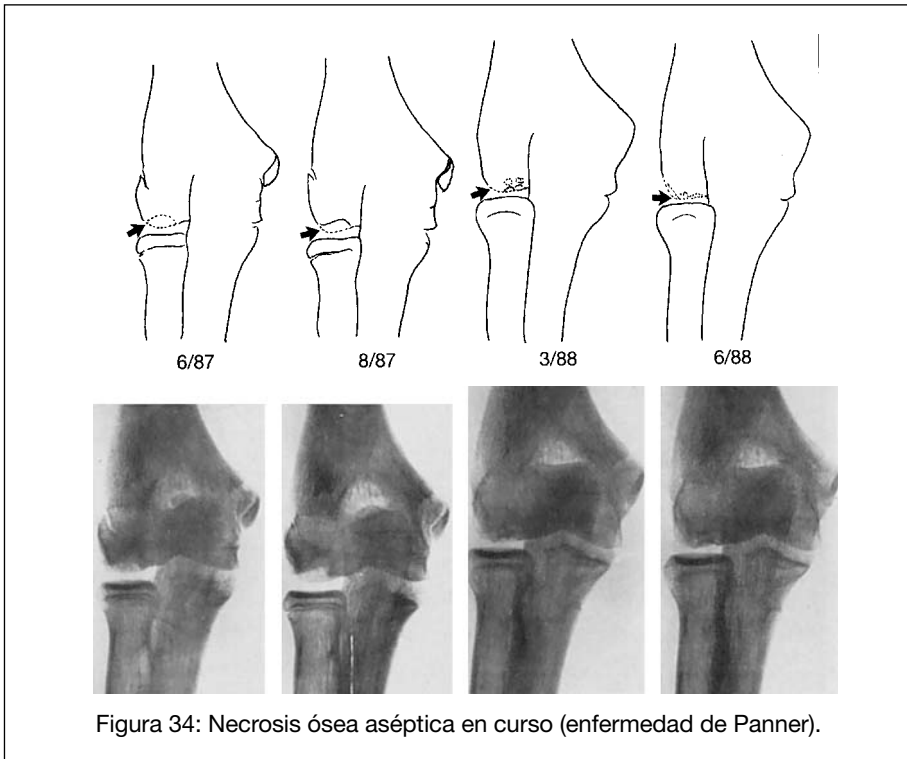 6/87 8/87 3/88 6/88
Figura 34: Necrosis ósea aséptica en curso (enfermedad de Panner).